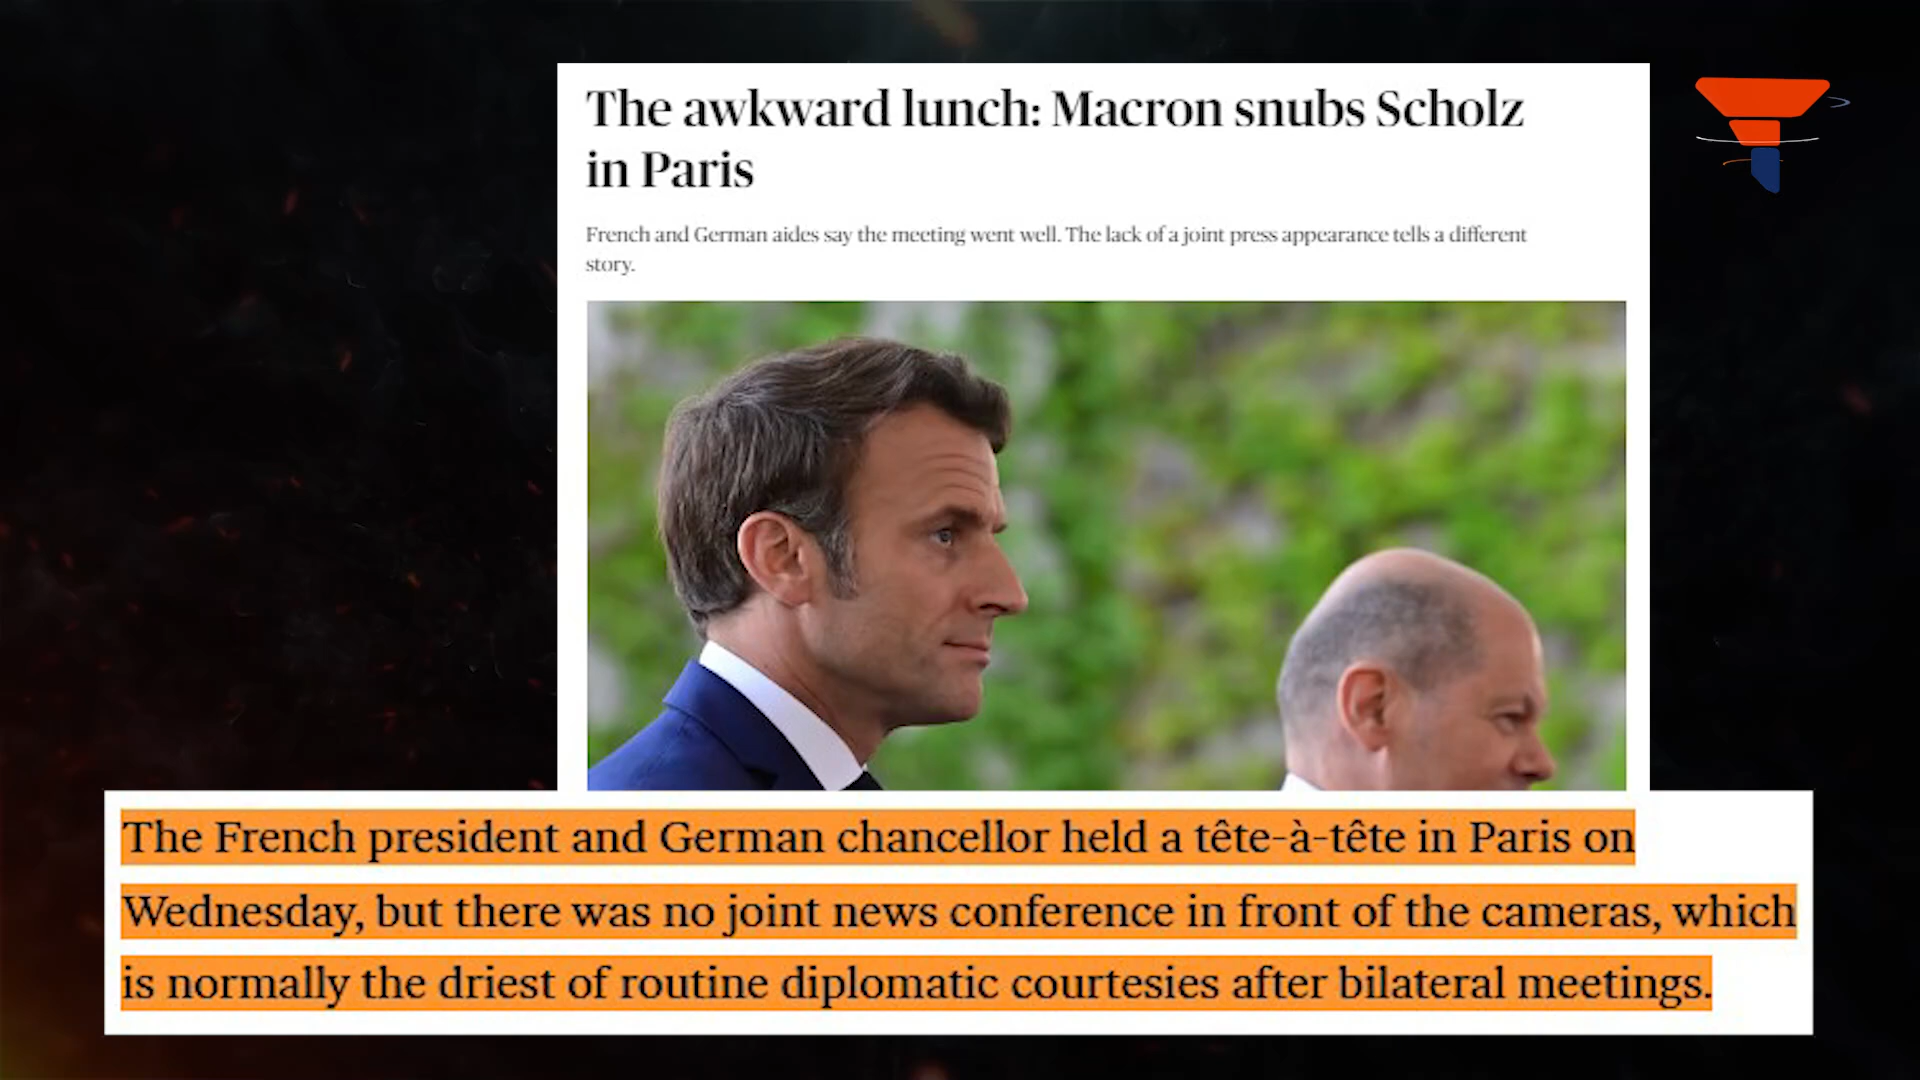 The awkward lunch: Macron snubs Scholz
in Paris
French and German aides say the meeting went well. The lack of a joint press appearance tells a different
story.
The French president and German chancellor held a tête-à-tête in Paris on
Wednesday, but there was no joint news conference in front of the cameras, which
is normally the driest of routine diplomatic courtesies after bilateral meetings.